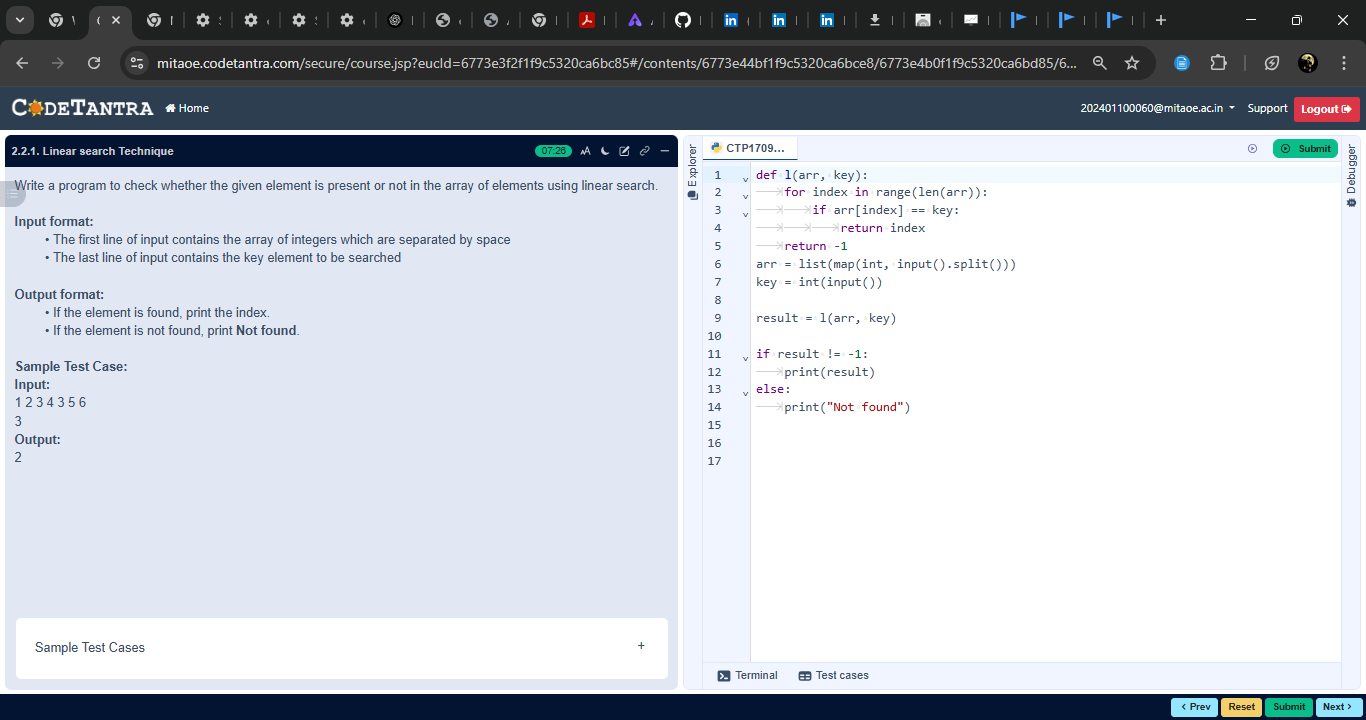 mitaoe.codetantra.com/secure/course.jsp?eucId=6773e3f2f1f9c5320ca6bc85#/contents/6773e44bf1f9c5320ca6bce8/6773e4b0f1f9c5320ca6bd85/6...
CODETANTRA Home
202401100060@mitaoe.ac.in Support Logout
2.2.1. Linear search Technique
07:26
Write a program to check whether the given element is present or not in the array of elements using linear search.
Input format:
• The first line of input contains the array of integers which are separated by space
• The last line of input contains the key element to be searched
Output format:
• If the element is found, print the index.
• If the element is not found, print Not found.
Sample Test Case:
Input:
1 2 3 4 3 5 6
3
Output:
2
Sample Test Cases
+
Explorer
CTP1709...
Submit
Debugger
1 def l(arr, key):
2 for index in range(len(arr)):
3 if arr[index] == key:
4 return index
5 return -1
6 arr = list(map(int, input().split()))
7 key = int(input())
8
9 result = l(arr, key)
10
11 if result != -1:
12 print(result)
13 else:
14 print("Not found")
15
16
17
Terminal Test cases
< Prev Reset Submit Next >